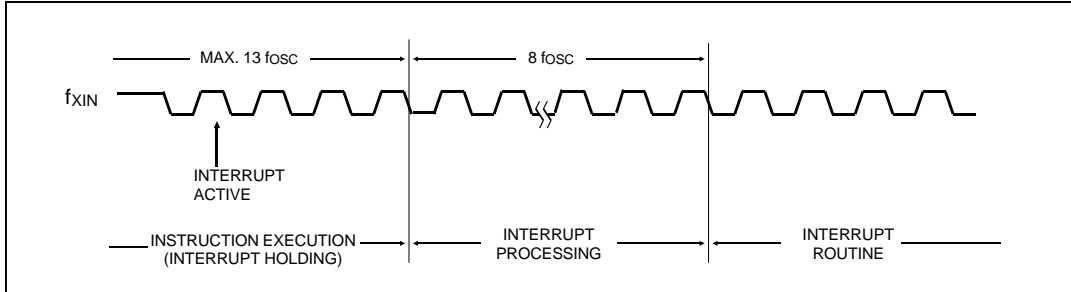 MAX. 13 fOSC
8 fOSC
fXIN
INTERRUPT
ACTIVE
INSTRUCTION EXECUTION
(INTERRUPT HOLDING)
INTERRUPT
PROCESSING
INTERRUPT
ROUTINE